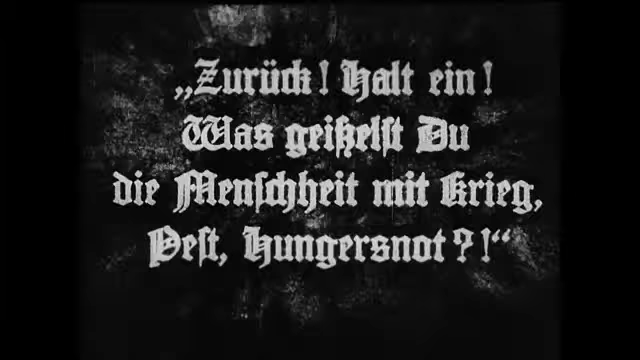 „Zurück! Halt ein!
Was geißelst Du
die Menschheit mit Krieg,
Pest, Hungersnot?!“